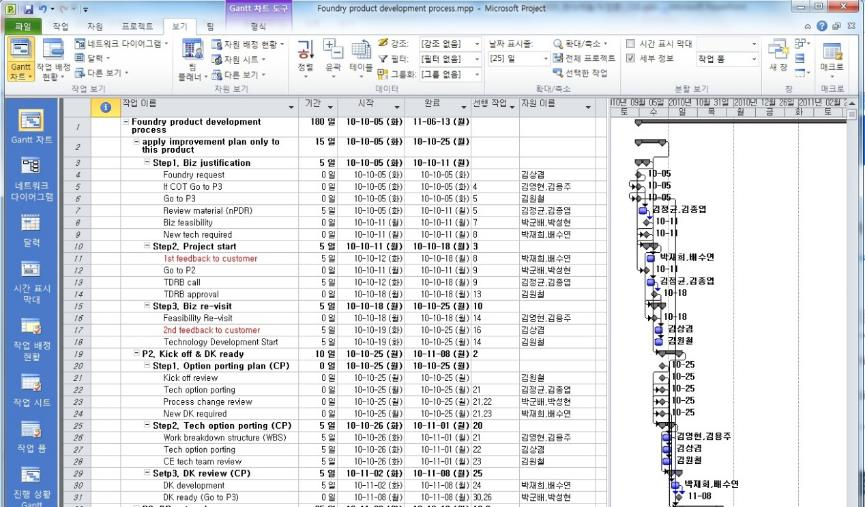 Gantt 차트 도구
Foundry product development process.mpp - Microsoft Project
파일 작업 자원 프로젝트 보기 팀 형식
Gantt 차트
작업 배정 현황
네트워크 다이어그램
달력
다른 보기
작업 보기
팀 플래너
자원 배정 현황
자원 시트
다른 보기
자원 보기
정렬
윤곽
테이블
강조: [강조 없음]
필터: [필터 없음]
그룹화: [그룹 없음]
데이터
날짜 표시줄:
[25] 일
확대/축소
전체 프로젝트
선택한 작업
확대/축소
시간 표시 막대
세부 정보 작업 폼
분할 보기
새 창
창
매크로
매크로
Gantt 차트
네트워크 다이어그램
달력
시간 표시 막대
작업 배정 현황
작업 시트
작업 폼
진행 상황 Gantt
작업 이름 기간 시작 완료 선행 작업 자원 이름
1 Foundry product development process 180 일 10-10-05 (화) 11-06-13 (월)
2 apply improvement plan only to this product 15 일 10-10-05 (화) 10-10-25 (월)
3 Step1, Biz justification 5 일 10-10-05 (화) 10-10-11 (월)
4 Foundry request 0 일 10-10-05 (화) 10-10-05 (화) 김상겸
5 If COT Go to P3 0 일 10-10-05 (화) 10-10-05 (화) 4 김영현,김용주
6 Go to P3 0 일 10-10-05 (화) 10-10-05 (화) 5 김원철
7 Review material (nPDR) 5 일 10-10-05 (화) 10-10-11 (월) 5 김정균,김종엽
8 Biz feasibility 0 일 10-10-11 (월) 10-10-11 (월) 7 박군배,박성현
9 New tech required 0 일 10-10-11 (월) 10-10-11 (월) 8 박재희,배수연
10 Step2, Project start 5 일 10-10-11 (월) 10-10-18 (월) 3
11 1st feedback to customer 5 일 10-10-12 (화) 10-10-18 (월) 8 박재희,배수연
12 Go to P2 0 일 10-10-11 (월) 10-10-11 (월) 9 박군배,박성현
13 TDRB call 5 일 10-10-12 (화) 10-10-18 (월) 9 김정균,김종엽
14 TDRB approval 0 일 10-10-18 (월) 10-10-18 (월) 13 김원철
15 Step3, Biz re-visit 5 일 10-10-18 (월) 10-10-25 (월) 10
16 Feasibility Re-visit 0 일 10-10-18 (월) 10-10-18 (월) 14 김영현,김용주
17 2nd feedback to customer 5 일 10-10-19 (화) 10-10-25 (월) 16 김상겸
18 Technology Development Start 5 일 10-10-19 (화) 10-10-25 (월) 14 김원철
19 P2, Kick off & DK ready 10 일 10-10-25 (월) 10-11-08 (월) 2
20 Step1, Option porting plan (CP) 0 일 10-10-25 (월) 10-10-25 (월)
21 Kick off review 0 일 10-10-25 (월) 10-10-25 (월) 김원철
22 Tech option porting 0 일 10-10-25 (월) 10-10-25 (월) 21 김정균,김종엽
23 Process change review 0 일 10-10-25 (월) 10-10-25 (월) 21,22 박군배,박성현
24 New DK required 0 일 10-10-25 (월) 10-10-25 (월) 21,23 박재희,배수연
25 Step2, Tech option porting (CP) 5 일 10-10-26 (화) 10-11-01 (월) 20
26 Work breakdown structure (WBS) 5 일 10-10-26 (화) 10-11-01 (월) 21 김영현,김용주
27 Tech option porting 5 일 10-10-26 (화) 10-11-01 (월) 22 김상겸
28 CE tech team review 5 일 10-10-26 (화) 10-11-01 (월) 23 김원철
29 Setp3, DK review (CP) 5 일 10-11-02 (화) 10-11-08 (월) 25
30 DK development 5 일 10-11-02 (화) 10-11-08 (월) 24 박재희,배수연
31 DK ready (Go to P3) 0 일 10-11-08 (월) 10-11-08 (월) 30,26 박군배,박성현
10년 09월 05일 2010년 10월 31일 2010년 12월 26일 2011년 02월
토 수 일 목 월 화 토
10-05
10-05
10-05
김정균,김종엽
10-11
10-11
박재희,배수연
10-11
김정균,김종엽
10-18
10-18
김상겸
김원철
10-25
10-25
10-25
10-25
10-25
김영현,김용주
김상겸
김원철
박재희,배수연
11-08